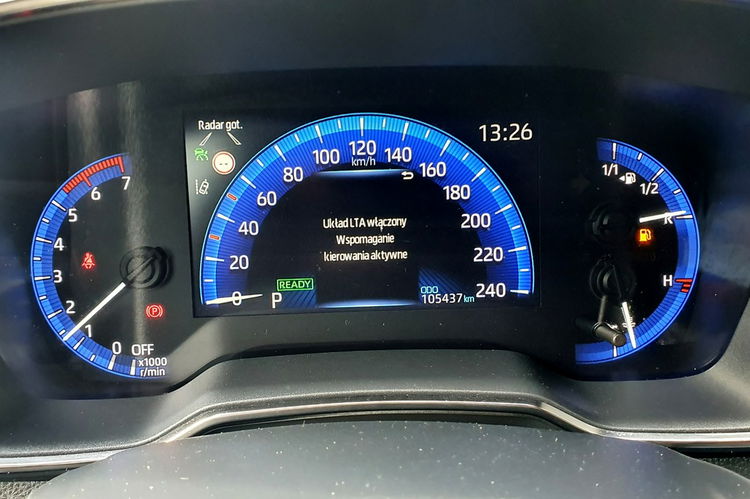 Radar got.
13:26
0
20
40
60
80
100
120
140
160
180
200
220
240
km/h
Układ LTA włączony
Wspomaganie
kierowania aktywne
READY
P
ODO
105437 km
7
6
5
4
3
2
1
0
OFF
x1000
r/min
1/1
1/2
R
H